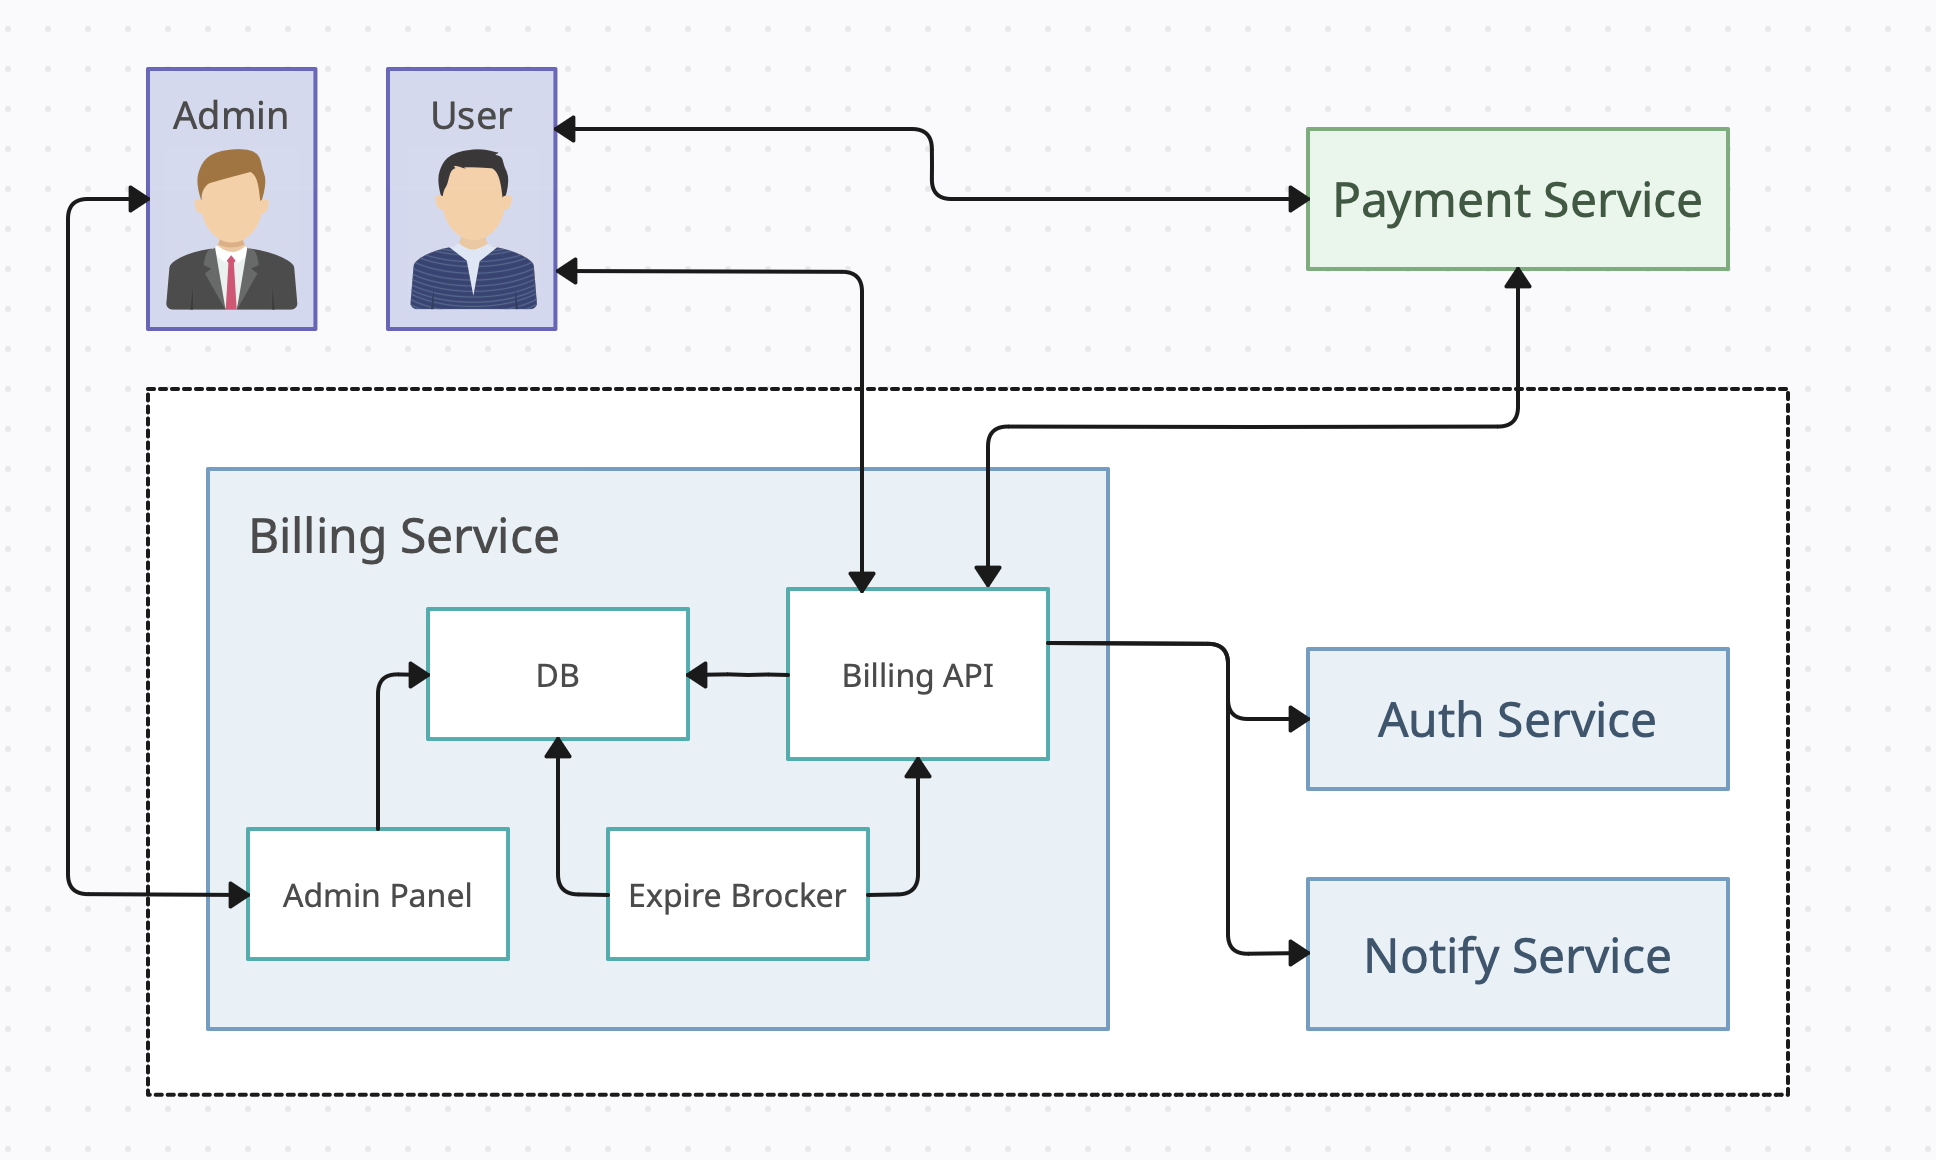 Admin
User
Payment Service
Billing Service
DB
Billing API
Auth Service
Admin Panel
Expire Brocker
Notify Service